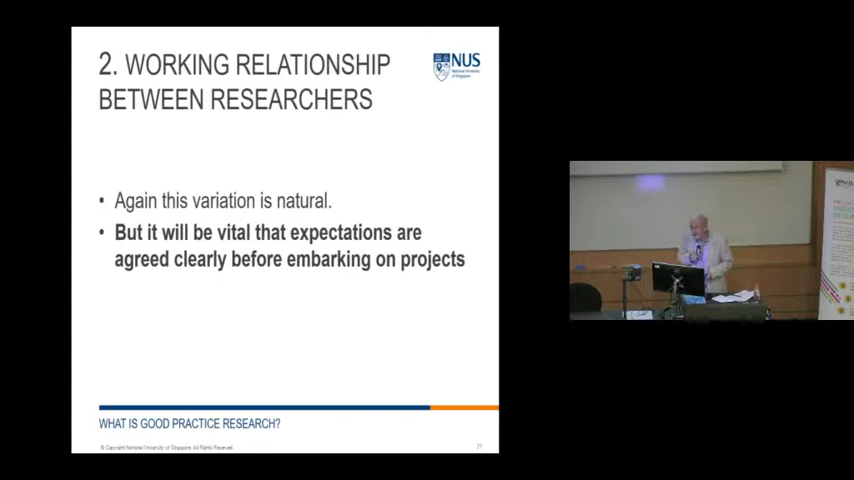 2. WORKING RELATIONSHIP
BETWEEN RESEARCHERS
NUS
National University
of Singapore
• Again this variation is natural.
• But it will be vital that expectations are
agreed clearly before embarking on projects
WHAT IS GOOD PRACTICE RESEARCH?
© Copyright National University of Singapore. All Rights Reserved.
21